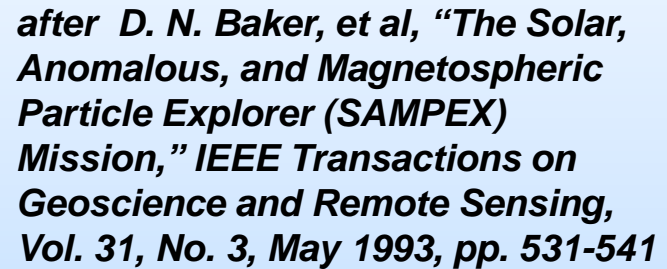 after  D. N. Baker, et al, “The Solar,
Anomalous, and Magnetospheric
Particle Explorer (SAMPEX)
Mission,” IEEE Transactions on
Geoscience and Remote Sensing,
Vol. 31, No. 3, May 1993, pp. 531-541